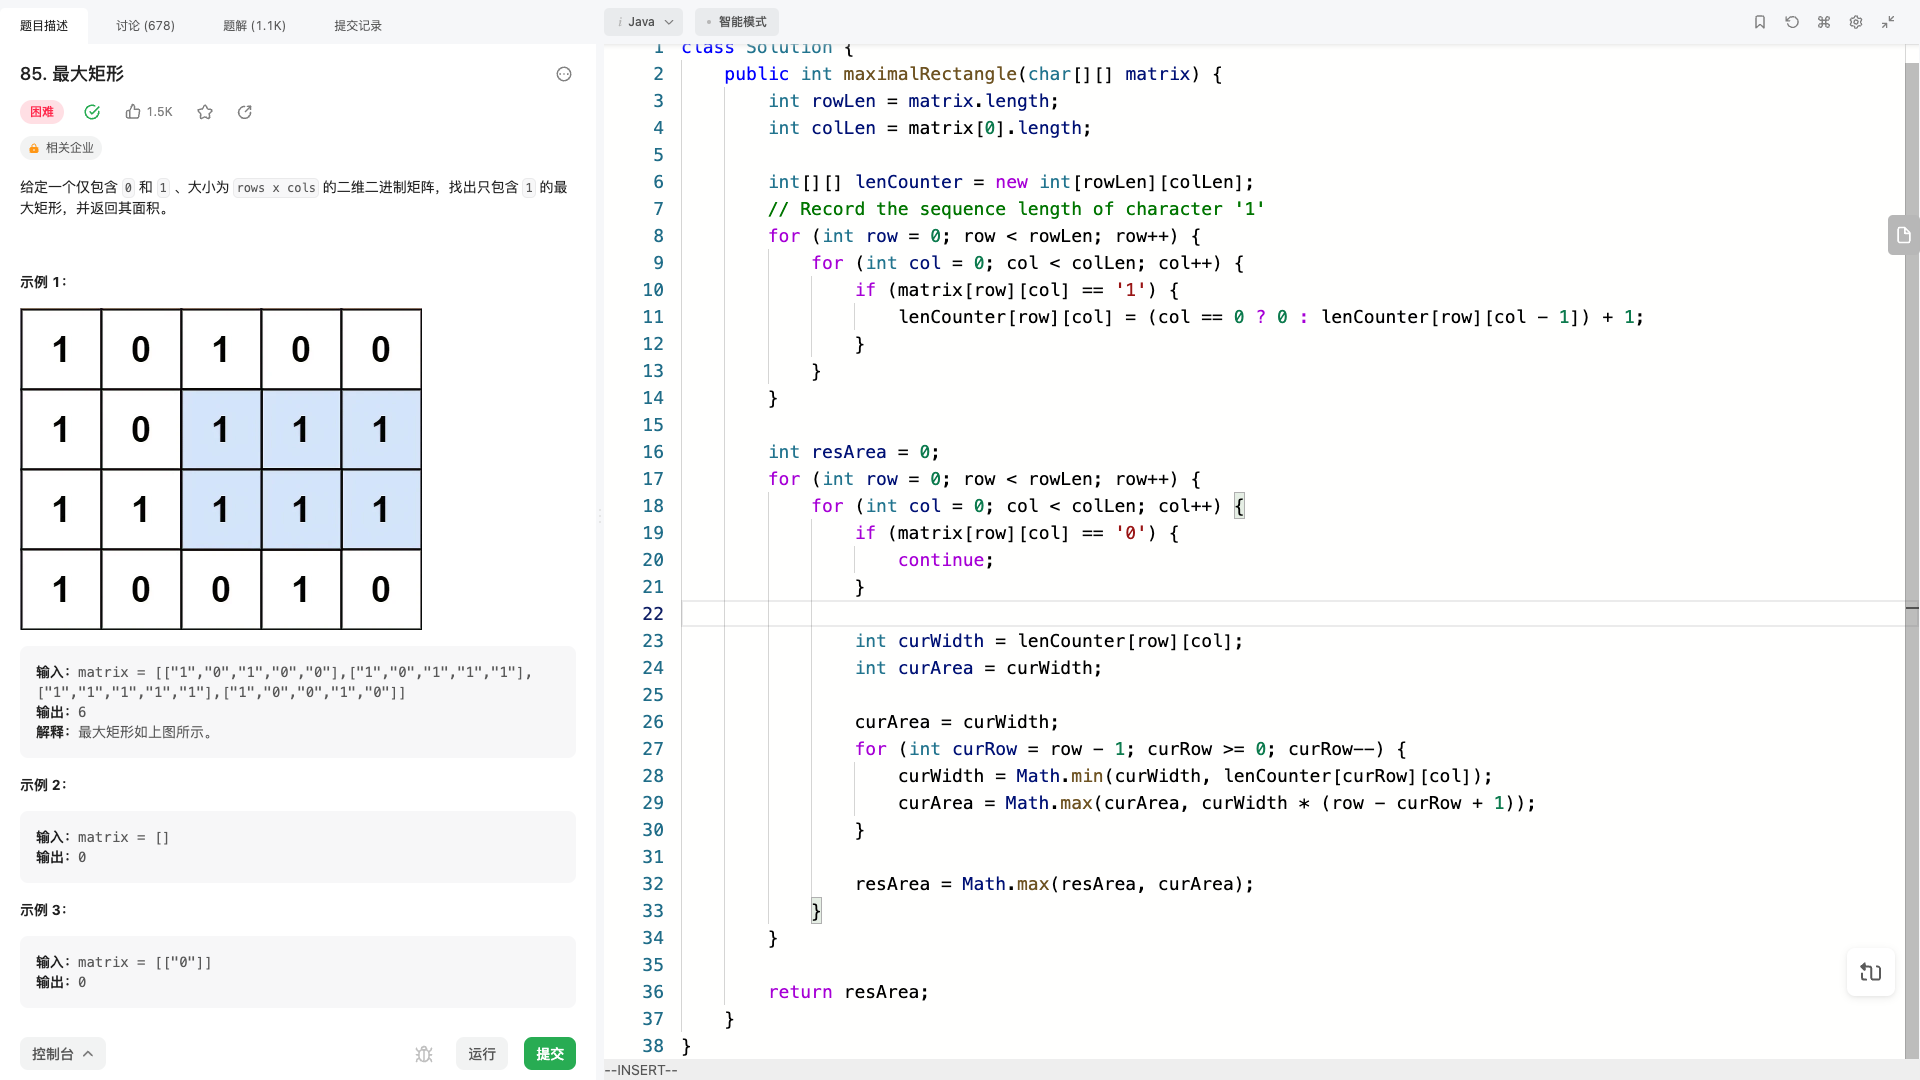 题目描述
讨论 (678)
题解 (1.1K)
提交记录
85. 最大矩形
困难
1.5K
相关企业
给定一个仅包含 0 和 1 、大小为 rows x cols 的二维二进制矩阵，找出只包含 1 的最
大矩形，并返回其面积。
示例 1：
1 0 1 0 0
1 0 1 1 1
1 1 1 1 1
1 0 0 1 0
输入：matrix = [["1","0","1","0","0"],["1","0","1","1","1"],
["1","1","1","1","1"],["1","0","0","1","0"]]
输出：6
解释：最大矩形如上图所示。
示例 2：
输入：matrix = []
输出：0
示例 3：
输入：matrix = [["0"]]
输出：0
控制台
运行
提交
i Java
智能模式
1 class Solution {
2 public int maximalRectangle(char[][] matrix) {
3 int rowLen = matrix.length;
4 int colLen = matrix[0].length;
5
6 int[][] lenCounter = new int[rowLen][colLen];
7 // Record the sequence length of character '1'
8 for (int row = 0; row < rowLen; row++) {
9 for (int col = 0; col < colLen; col++) {
10 if (matrix[row][col] == '1') {
11 lenCounter[row][col] = (col == 0 ? 0 : lenCounter[row][col - 1]) + 1;
12 }
13 }
14 }
15
16 int resArea = 0;
17 for (int row = 0; row < rowLen; row++) {
18 for (int col = 0; col < colLen; col++) {
19 if (matrix[row][col] == '0') {
20 continue;
21 }
22
23 int curWidth = lenCounter[row][col];
24 int curArea = curWidth;
25
26 curArea = curWidth;
27 for (int curRow = row - 1; curRow >= 0; curRow--) {
28 curWidth = Math.min(curWidth, lenCounter[curRow][col]);
29 curArea = Math.max(curArea, curWidth * (row - curRow + 1));
30 }
31
32 resArea = Math.max(resArea, curArea);
33 }
34 }
35
36 return resArea;
37 }
38 }
--INSERT--